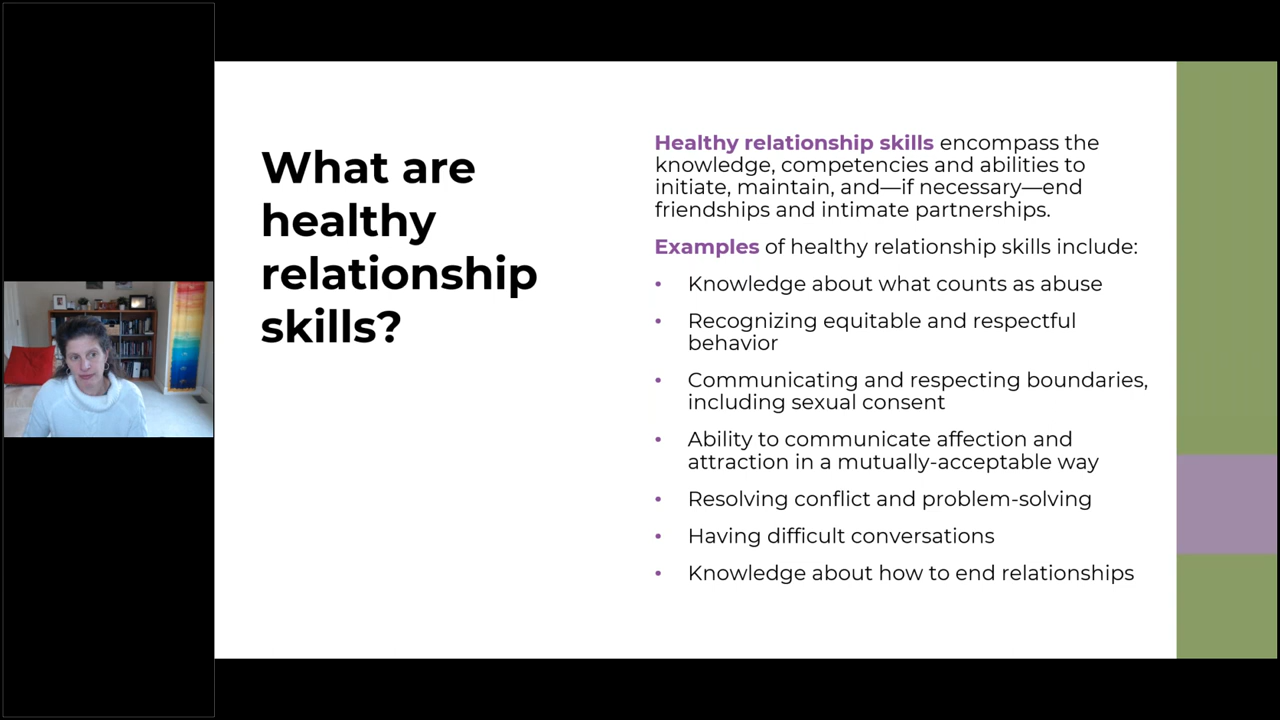 What are
healthy
relationship
skills?
Healthy relationship skills encompass the
knowledge, competencies and abilities to
initiate, maintain, and—if necessary—end
friendships and intimate partnerships.
Examples of healthy relationship skills include:
• Knowledge about what counts as abuse
• Recognizing equitable and respectful
behavior
• Communicating and respecting boundaries,
including sexual consent
• Ability to communicate affection and
attraction in a mutually-acceptable way
• Resolving conflict and problem-solving
• Having difficult conversations
• Knowledge about how to end relationships